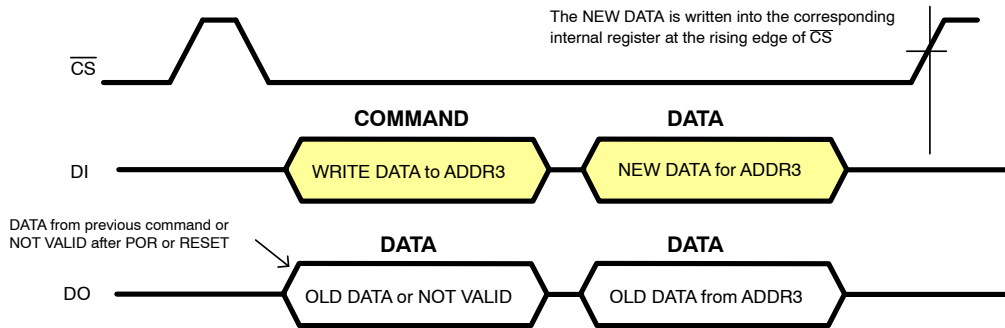 The NEW DATA is written into the corresponding
internal register at the rising edge of C̅S̅
C̅S̅
COMMAND
DATA
DI
WRITE DATA to ADDR3
NEW DATA for ADDR3
DATA from previous command or
NOT VALID after POR or RESET
DATA
DATA
DO
OLD DATA or NOT VALID
OLD DATA from ADDR3